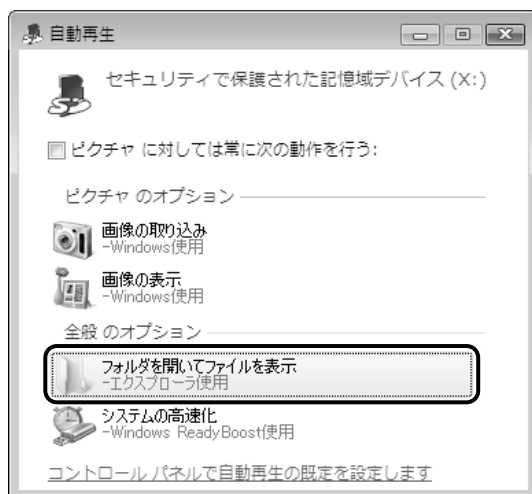 自動再生
セキュリティで保護された記憶域デバイス (X:)
ピクチャ に対しては常に次の動作を行う:
ピクチャ のオプション
画像の取り込み
-Windows使用
画像の表示
-Windows使用
全般 のオプション
フォルダを開いてファイルを表示
-エクスプローラ使用
システムの高速化
-Windows ReadyBoost使用
コントロール パネルで自動再生の既定を設定します